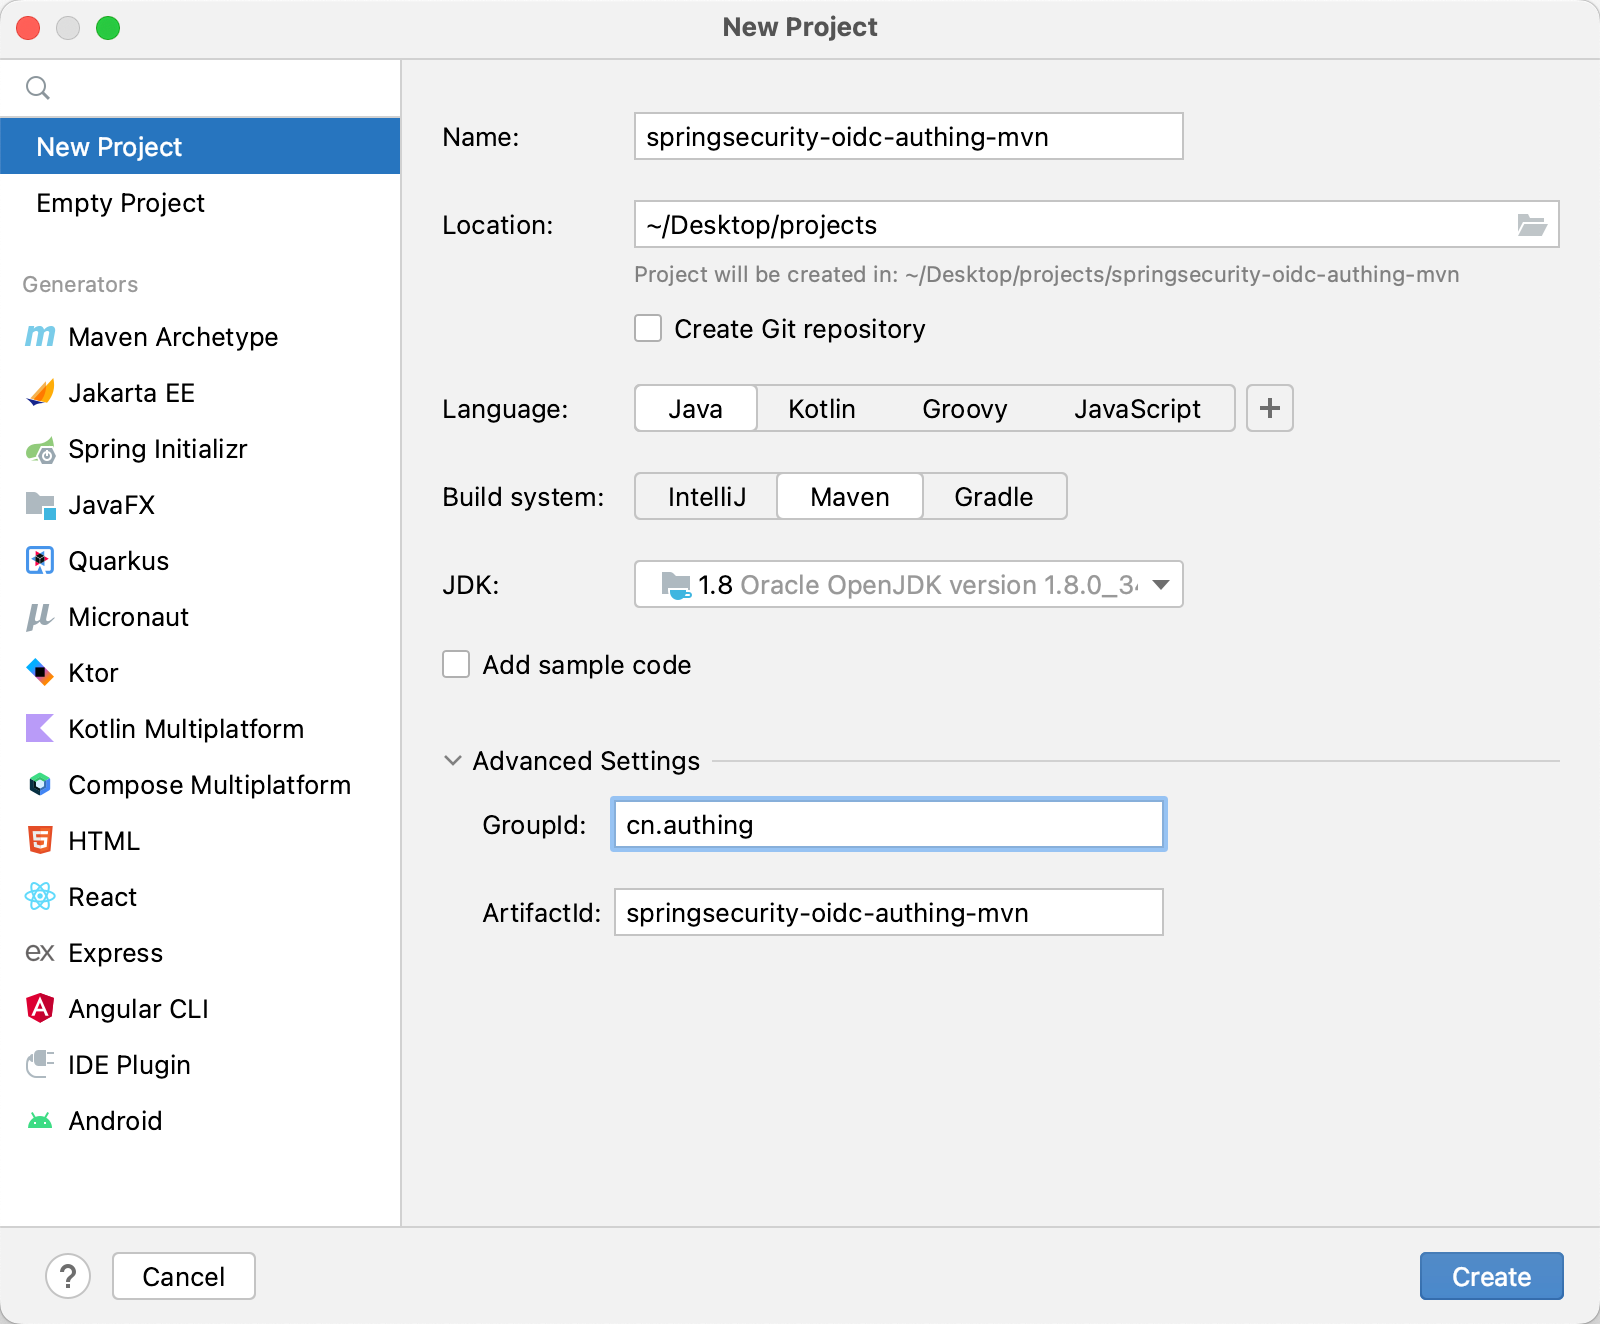 New Project
New Project
Empty Project
Generators
Maven Archetype
Jakarta EE
Spring Initializr
JavaFX
Quarkus
Micronaut
Ktor
Kotlin Multiplatform
Compose Multiplatform
HTML
React
ex Express
Angular CLI
IDE Plugin
Android
Name: springsecurity-oidc-authing-mvn
Location: ~/Desktop/projects
Project will be created in: ~/Desktop/projects/springsecurity-oidc-authing-mvn
Create Git repository
Language: Java Kotlin Groovy JavaScript +
Build system: IntelliJ Maven Gradle
JDK: 1.8 Oracle OpenJDK version 1.8.0_3
Add sample code
Advanced Settings
GroupId: cn.authing
ArtifactId: springsecurity-oidc-authing-mvn
? Cancel Create